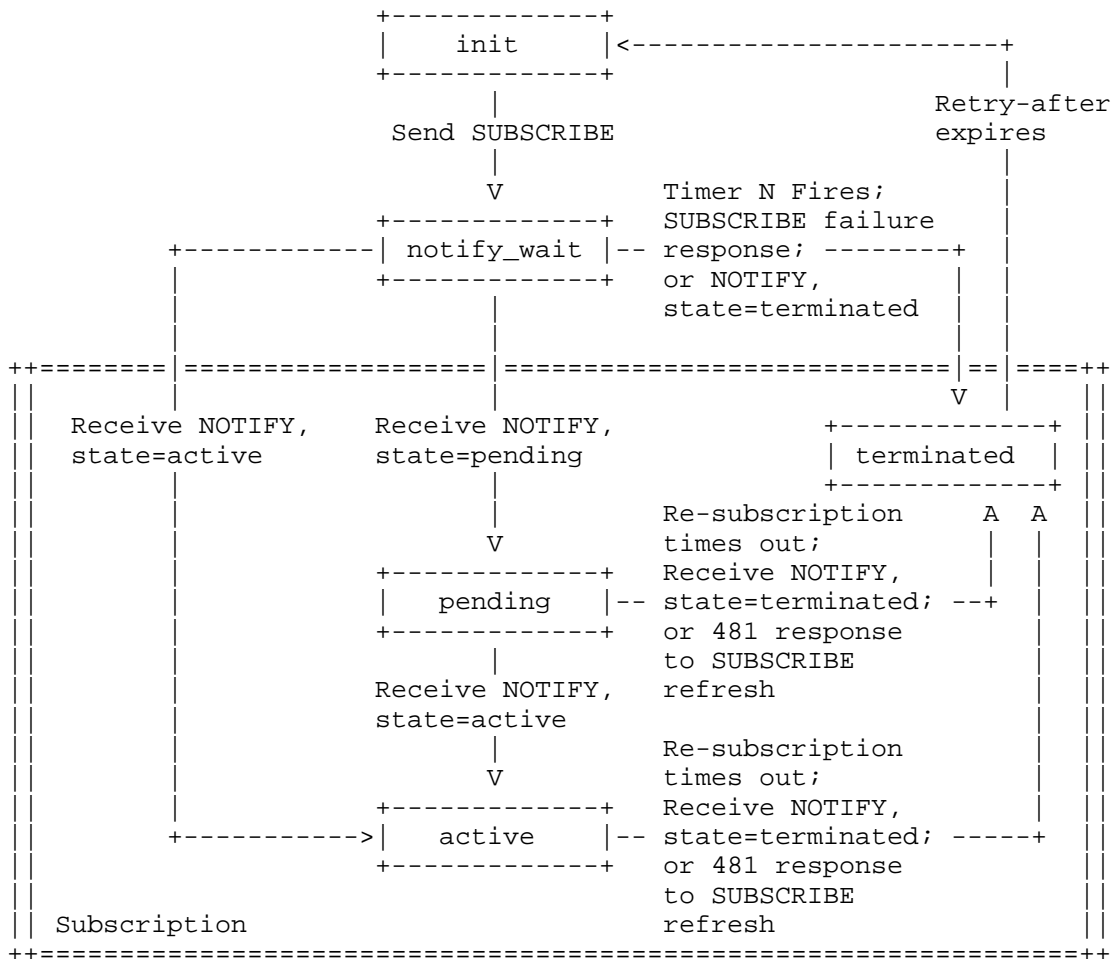 init
Retry-after
Send SUBSCRIBE expires
V Timer N Fires;
SUBSCRIBE failure
notify_wait response;
or NOTIFY,
state=terminated
V
Receive NOTIFY, Receive NOTIFY,
state=active state=pending terminated
Re-subscription A A
V times out;
Receive NOTIFY,
pending state=terminated;
or 481 response
to SUBSCRIBE
Receive NOTIFY, refresh
state=active
Re-subscription
V times out;
Receive NOTIFY,
active state=terminated;
or 481 response
to SUBSCRIBE
Subscription refresh